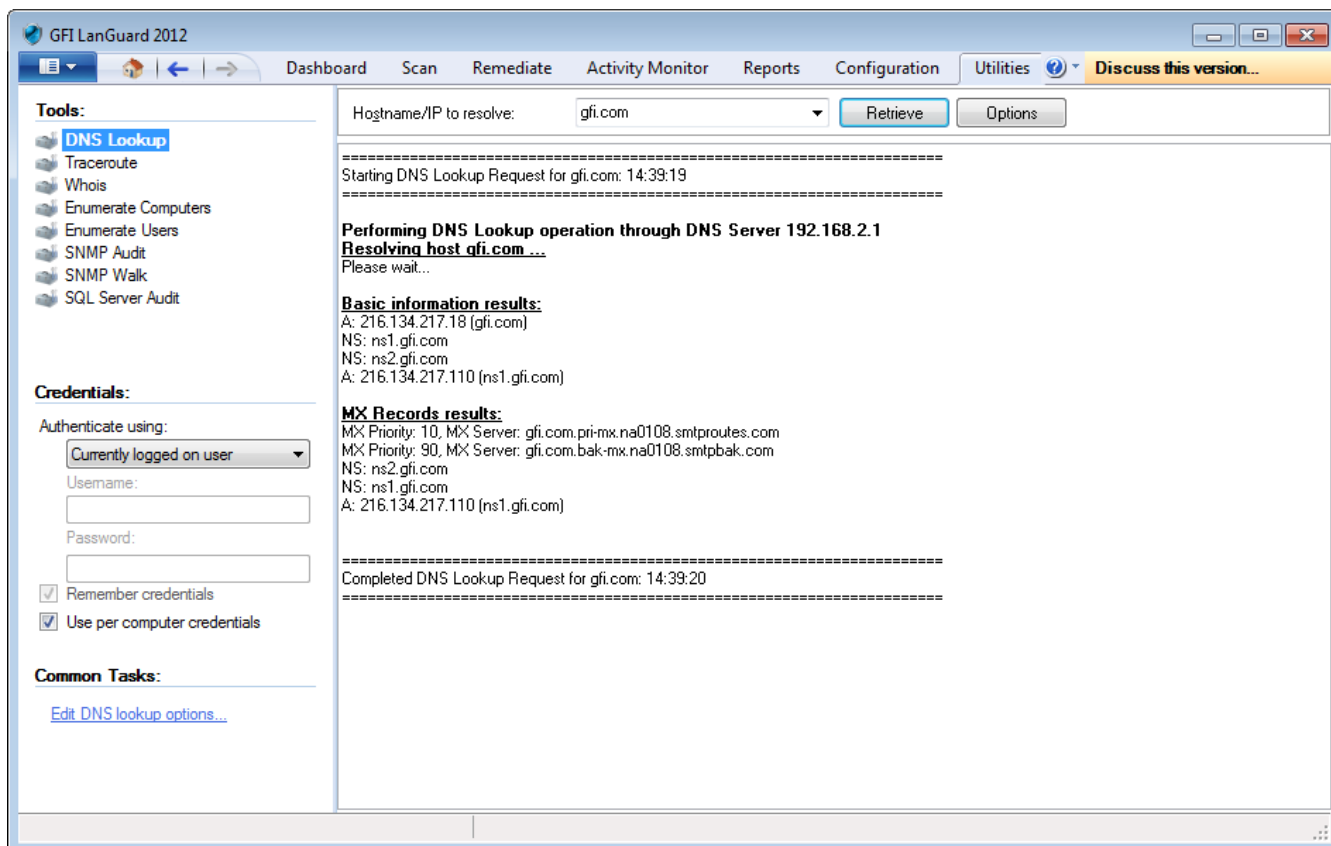 GFI LanGuard 2012
Dashboard Scan Remediate Activity Monitor Reports Configuration Utilities Discuss this version...
Tools:
DNS Lookup
Traceroute
Whois
Enumerate Computers
Enumerate Users
SNMP Audit
SNMP Walk
SQL Server Audit
Credentials:
Authenticate using:
Currently logged on user
Username:
Password:
Remember credentials
Use per computer credentials
Common Tasks:
Edit DNS lookup options...
Hostname/IP to resolve: gfi.com Retrieve Options
=======================================================================
Starting DNS Lookup Request for gfi.com: 14:39:19
=======================================================================
Performing DNS Lookup operation through DNS Server 192.168.2.1
Resolving host gfi.com ...
Please wait...
Basic information results:
A: 216.134.217.18 (gfi.com)
NS: ns1.gfi.com
NS: ns2.gfi.com
A: 216.134.217.110 (ns1.gfi.com)
MX Records results:
MX Priority: 10, MX Server: gfi.com.pri-mx.na0108.smtproutes.com
MX Priority: 90, MX Server: gfi.com.bak-mx.na0108.smtpbak.com
NS: ns2.gfi.com
NS: ns1.gfi.com
A: 216.134.217.110 (ns1.gfi.com)
=======================================================================
Completed DNS Lookup Request for gfi.com: 14:39:20
=======================================================================